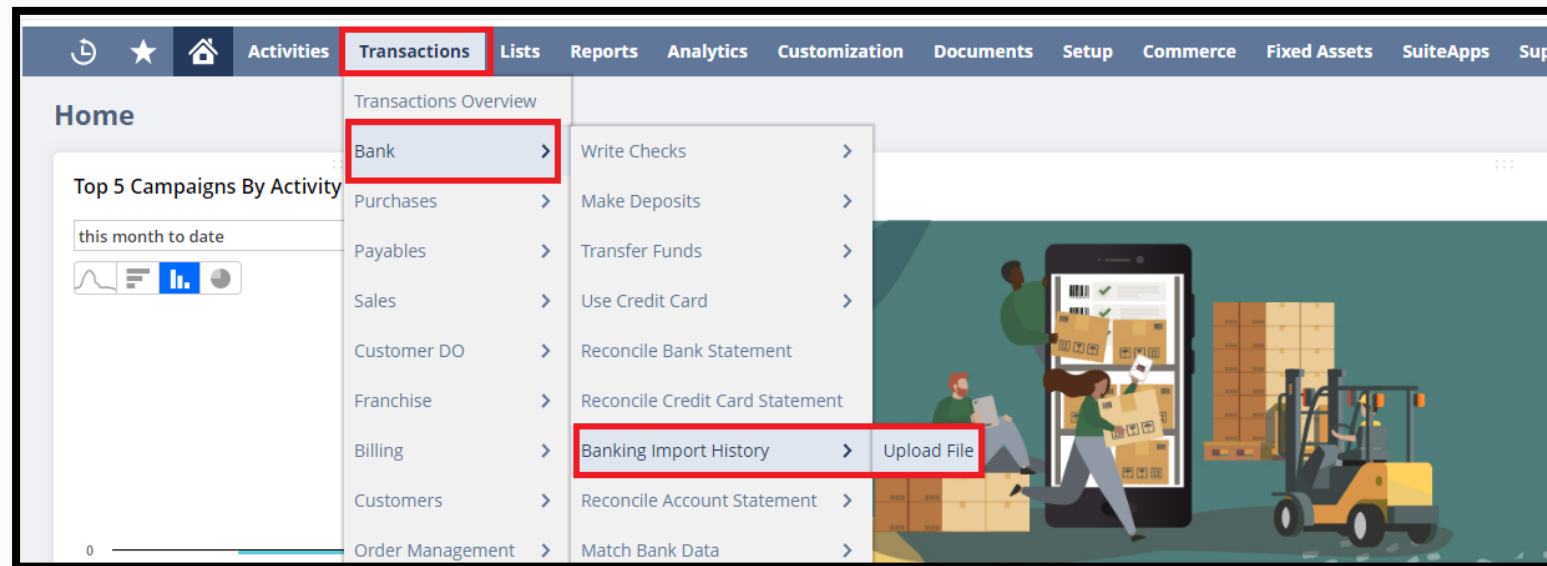 Activities Transactions Lists Reports Analytics Customization Documents Setup Commerce Fixed Assets SuiteApps Sup
Home
Transactions Overview
Bank
Purchases
Payables
Sales
Customer DO
Franchise
Billing
Customers
Order Management
Write Checks
Make Deposits
Transfer Funds
Use Credit Card
Reconcile Bank Statement
Reconcile Credit Card Statement
Banking Import History
Reconcile Account Statement
Match Bank Data
Upload File
Top 5 Campaigns By Activity
this month to date
0